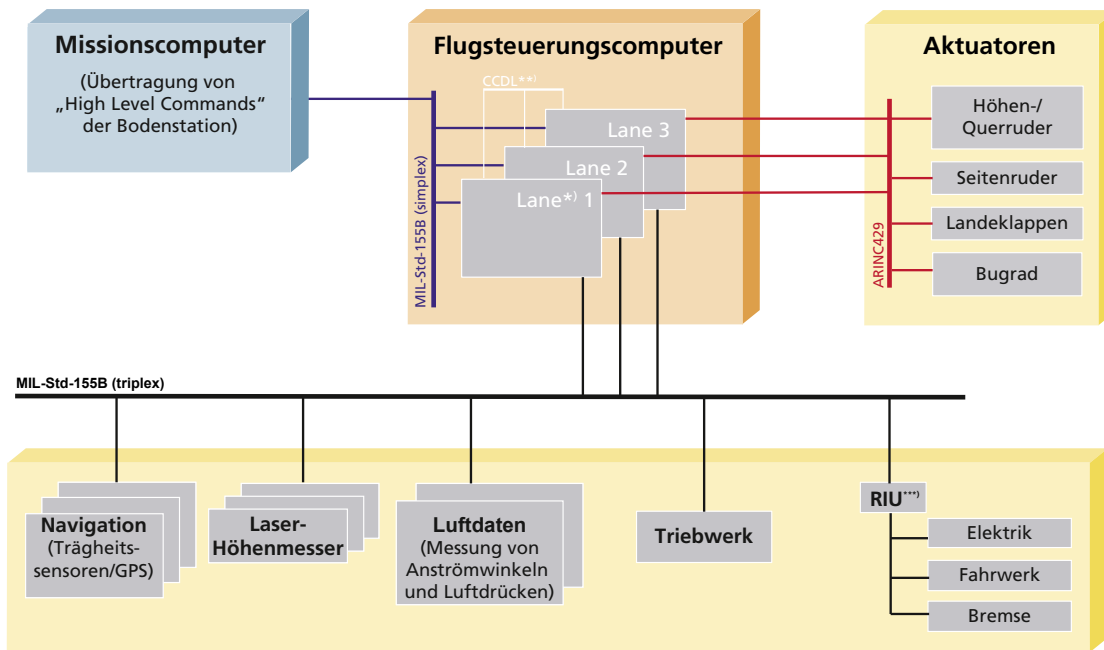 Missionscomputer
(Übertragung von
„High Level Commands“
der Bodenstation)
Flugsteuerungscomputer
CCDL**)
Lane 3
Lane 2
Lane*) 1
MIL-Std-155B (simplex)
Aktuatoren
Höhen-/
Querruder
Seitenruder
Landeklappen
Bugrad
ARINC429
MIL-Std-155B (triplex)
Navigation
(Trägheits-
sensoren/GPS)
Laser-
Höhenmesser
Luftdaten
(Messung von
Anströmwinkeln
und Luftdrücken)
Triebwerk
RIU***)
Elektrik
Fahrwerk
Bremse